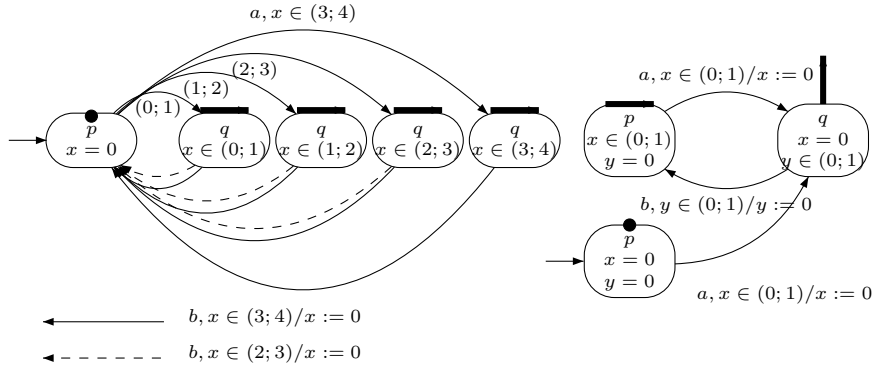 a, x ∈ (3; 4)
(0; 1)
(1; 2)
(2; 3)
p
x = 0
q
x ∈ (0; 1)
q
x ∈ (1; 2)
q
x ∈ (2; 3)
q
x ∈ (3; 4)
b, x ∈ (3; 4)/x := 0
b, x ∈ (2; 3)/x := 0
a, x ∈ (0; 1)/x := 0
p
x ∈ (0; 1)
y = 0
q
x = 0
y ∈ (0; 1)
b, y ∈ (0; 1)/y := 0
p
x = 0
y = 0
a, x ∈ (0; 1)/x := 0